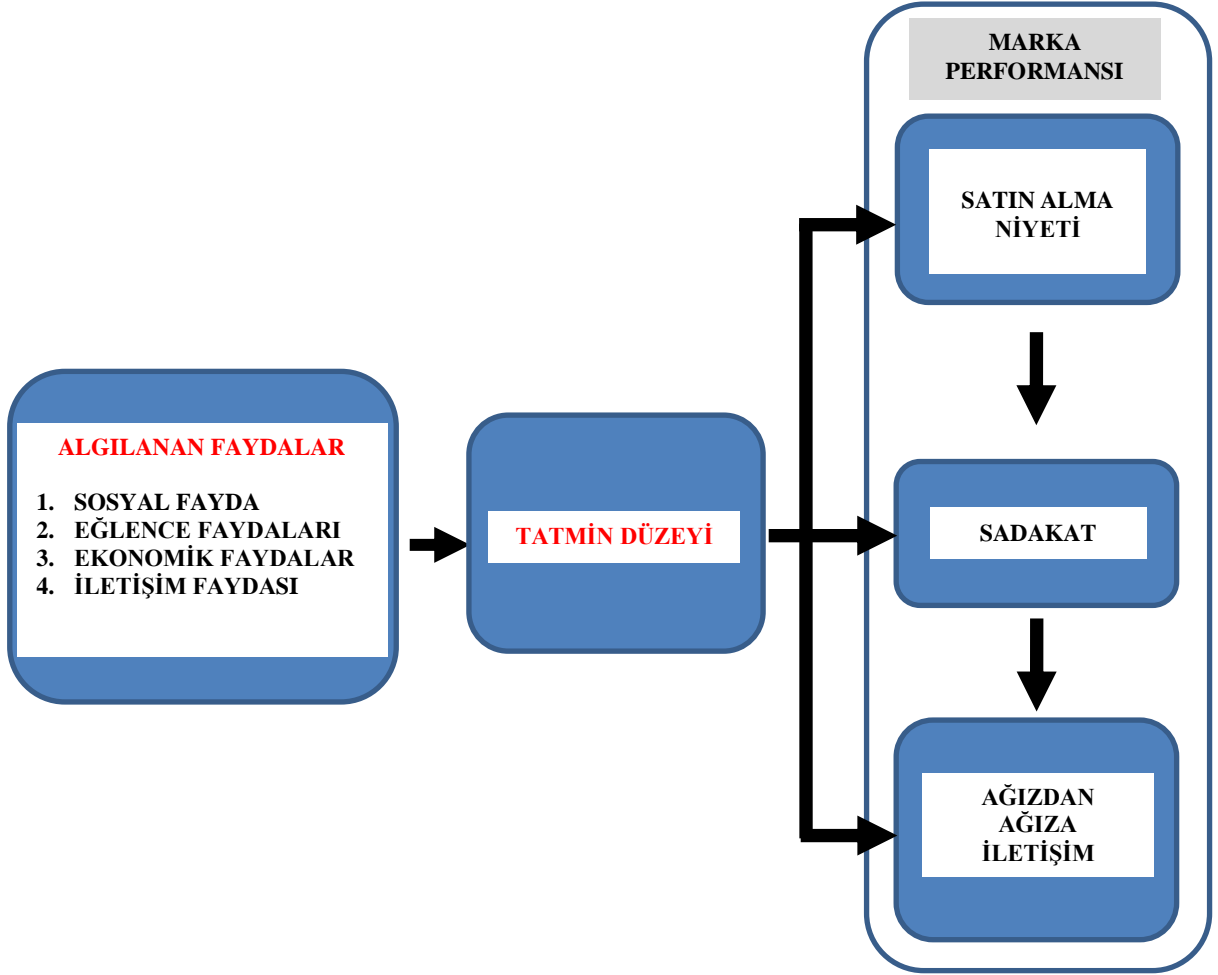 MARKA
PERFORMANSI
SATIN ALMA
NİYETİ
ALGILANAN FAYDALAR
1. SOSYAL FAYDA
2. EĞLENCE FAYDALARI
3. EKONOMİK FAYDALAR
4. İLETİŞİM FAYDASI
TATMİN DÜZEYİ
SADAKAT
AĞIZDAN
AĞIZA
İLETİŞİM